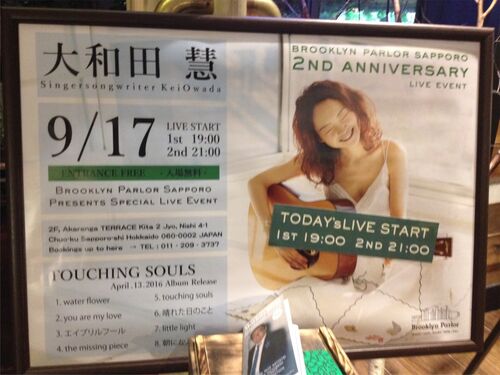 大和田 慧
Singersongwriter KeiOwada
9/17
LIVE START
1st 19:00
2nd 21:00
ENTRANCE FREE -入場無料-
BROOKLYN PARLOR SAPPORO
PRESENTS SPECIAL LIVE EVENT
2F, Akarenga TERRACE Kita 2 Jyo, Nishi 4-1
Chuo-ku Sapporo-shi Hokkaido 060-0002 JAPAN
Bookings up to here → TEL : 011 - 209 - 3737
TOUCHING SOULS
April.13.2016 Album Release
1. water flower
2. you are my love
3. エイプリルフール
4. the missing piece
5. touching souls
6. 晴れた日のこと
7. little light
8. 朝に
BROOKLYN PARLOR SAPPORO
2ND ANNIVERSARY
LIVE EVENT
TODAY'S LIVE START
1ST 19:00 2ND 21:00
Brooklyn Parlor